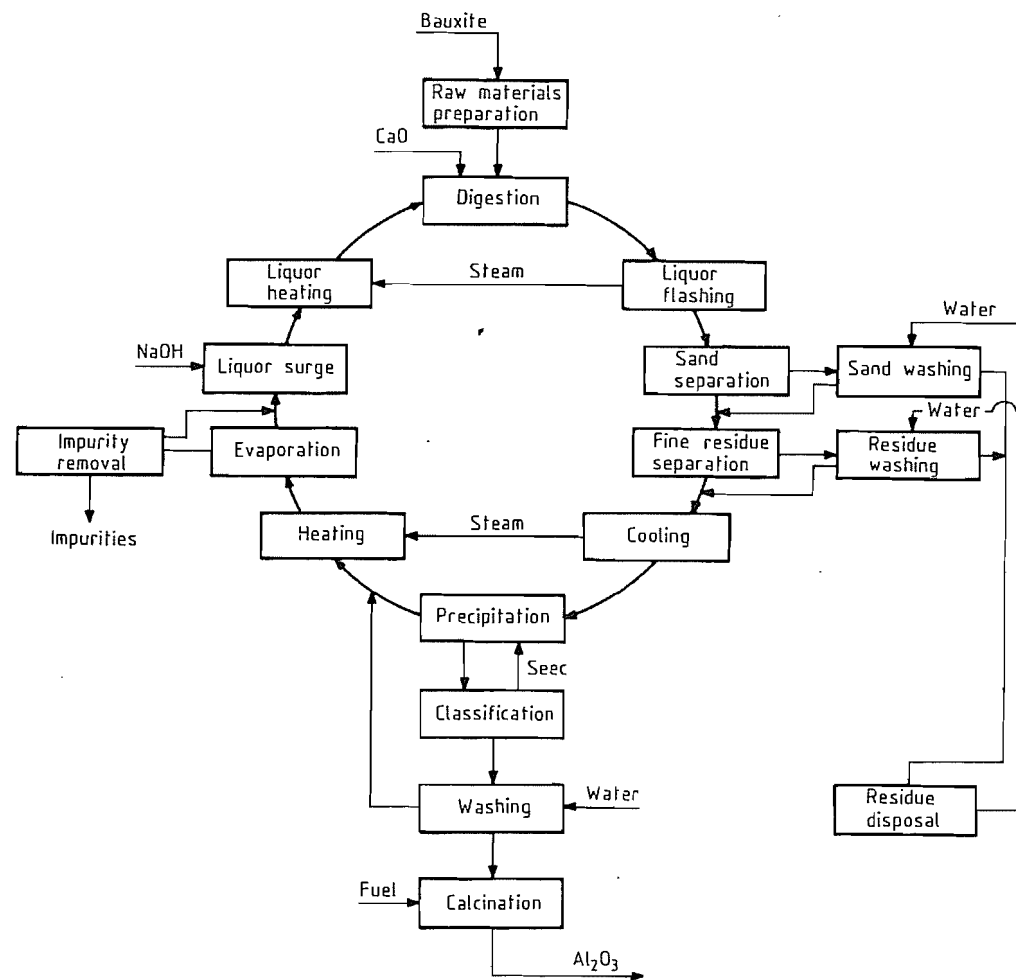 Bauxite
Raw materials
preparation
CaO
Digestion
Liquor
heating
Steam
Liquor
flashing
Water
NaOH
Liquor surge
Sand
separation
Sand washing
Water
Impurity
removal
Evaporation
Fine residue
separation
Residue
washing
Impurities
Heating
Steam
Cooling
Precipitation
Seec
Classification
Washing
Water
Residue
disposal
Fuel
Calcination
Al₂O₃